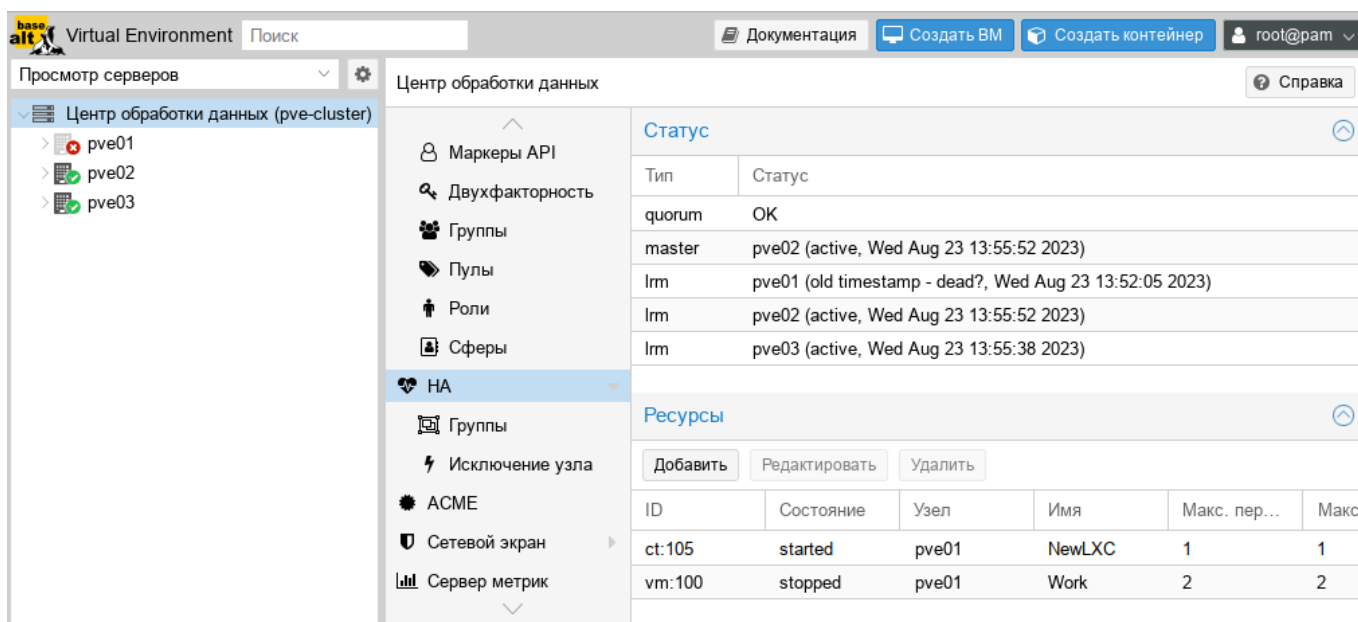 base
alt Virtual Environment Поиск Документация Создать ВМ Создать контейнер root@pam
Просмотр серверов
Центр обработки данных Справка
Центр обработки данных (pve-cluster)
pve01
pve02
pve03
Маркеры API
Двухфакторность
Группы
Пулы
Роли
Сферы
HA
Группы
Исключение узла
ACME
Сетевой экран
Сервер метрик
Статус
Тип Статус
quorum OK
master pve02 (active, Wed Aug 23 13:55:52 2023)
lrm pve01 (old timestamp - dead?, Wed Aug 23 13:52:05 2023)
lrm pve02 (active, Wed Aug 23 13:55:52 2023)
lrm pve03 (active, Wed Aug 23 13:55:38 2023)
Ресурсы
Добавить Редактировать Удалить
ID Состояние Узел Имя Макс. пер... Макс
ct:105 started pve01 NewLXC 1 1
vm:100 stopped pve01 Work 2 2